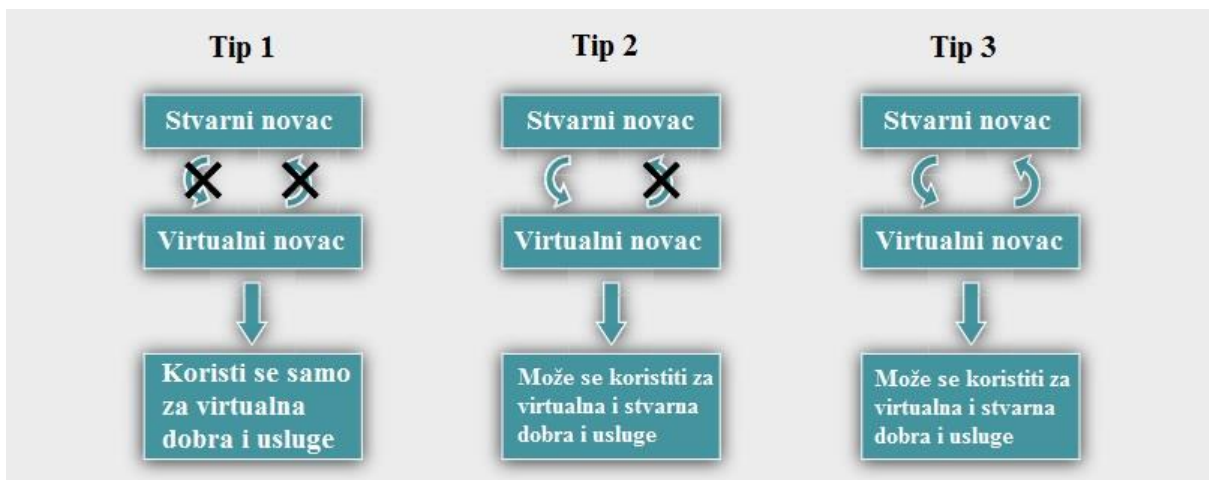 Tip 1
Stvarni novac
Virtualni novac
Koristi se samo
za virtualna
dobra i usluge
Tip 2
Stvarni novac
Virtualni novac
Može se koristiti za
virtualna i stvarna
dobra i usluge
Tip 3
Stvarni novac
Virtualni novac
Može se koristiti za
virtualna i stvarna
dobra i usluge